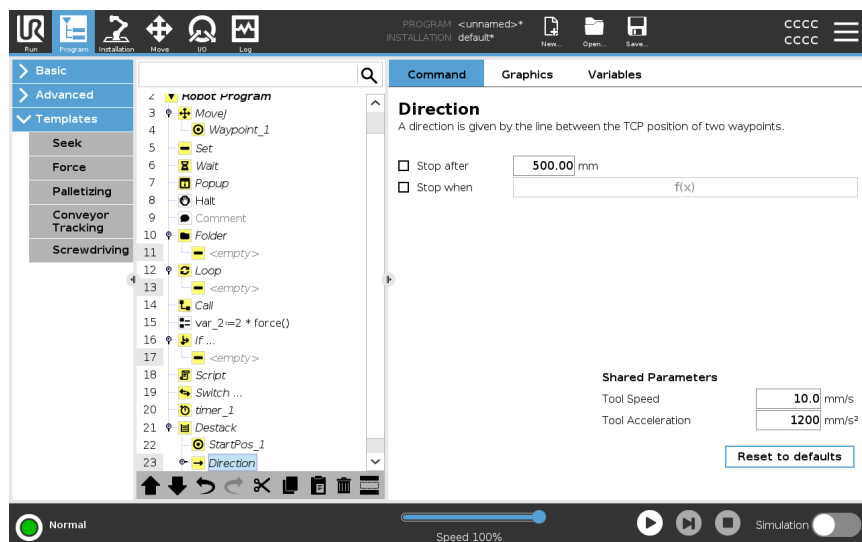 UR
PROGRAM <unnamed>*
INSTALLATION default*
CCCC
CCCC
Run Program Installation Move I/O Log New... Open... Save...
Basic
Advanced
Templates
Seek
Force
Palletizing
Conveyor
Tracking
Screwdriving
2 Robot Program
3 MoveJ
4 Waypoint_1
5 Set
6 Wait
7 Popup
8 Halt
9 Comment
10 Folder
11 <empty>
12 Loop
13 <empty>
14 Call
15 var_2:=2 * force()
16 If ...
17 <empty>
18 Script
19 Switch ...
20 timer_1
21 Destack
22 StartPos_1
23 Direction
Command Graphics Variables
Direction
A direction is given by the line between the TCP position of two waypoints.
Stop after 500.00 mm
Stop when f(x)
Shared Parameters
Tool Speed 10.0 mm/s
Tool Acceleration 1200 mm/s²
Reset to defaults
Normal
Speed 100%
Simulation